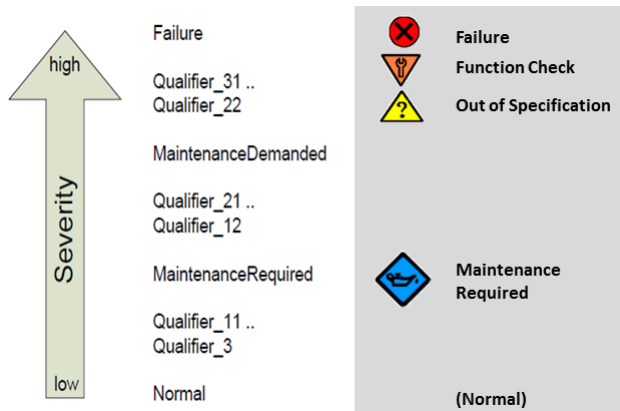 high
Severity
low
Failure
Qualifier_31 ..
Qualifier_22
MaintenanceDemanded
Qualifier_21 ..
Qualifier_12
MaintenanceRequired
Qualifier_11 ..
Qualifier_3
Normal
Failure
Function Check
?
Out of Specification
Maintenance
Required
(Normal)